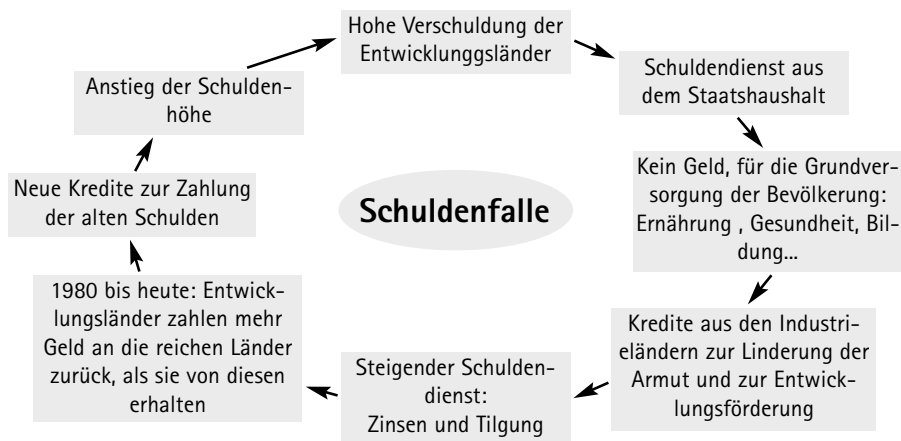 Hohe Verschuldung der
Entwicklunggsländer
Schuldendienst aus
dem Staatshaushalt
Kein Geld, für die Grundver-
sorgung der Bevölkerung:
Ernährung , Gesundheit, Bil-
dung...
Kredite aus den Industri-
eländern zur Linderung der
Armut und zur Entwick-
lungsförderung
Steigender Schulden-
dienst:
Zinsen und Tilgung
1980 bis heute: Entwick-
lungsländer zahlen mehr
Geld an die reichen Länder
zurück, als sie von diesen
erhalten
Neue Kredite zur Zahlung
der alten Schulden
Anstieg der Schulden-
höhe
Schuldenfalle